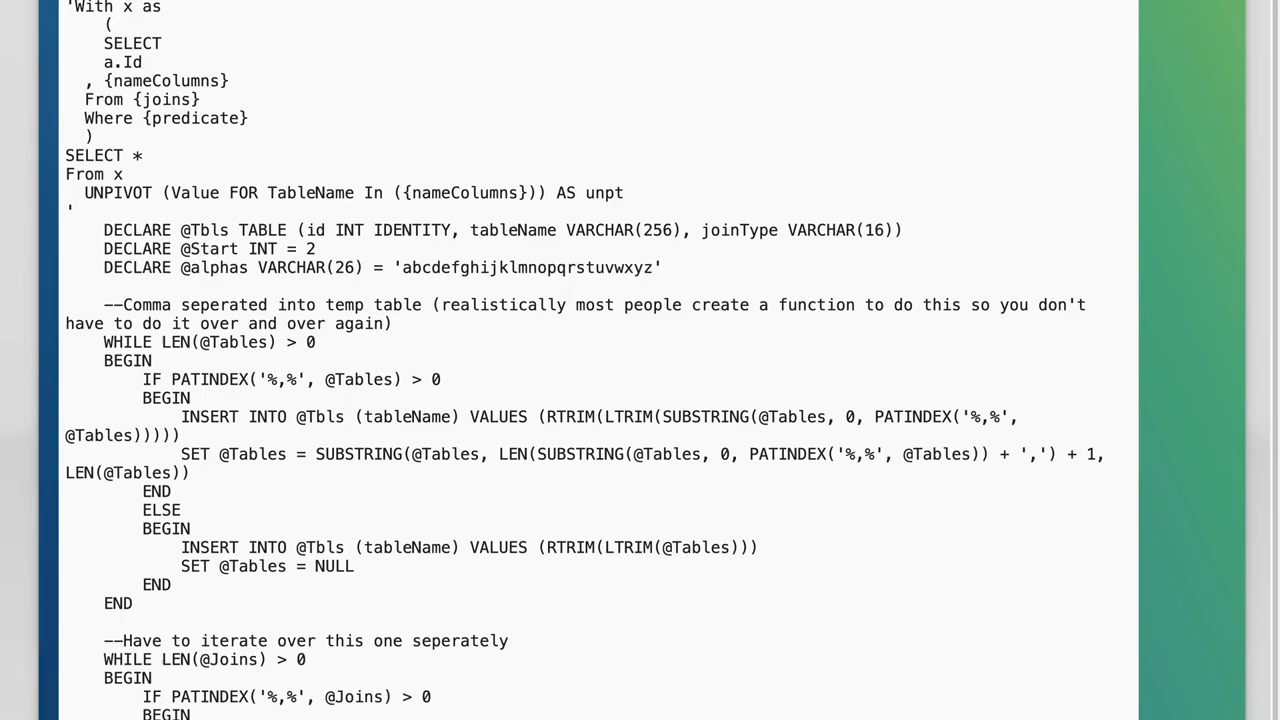 'With x as
(
SELECT
a.Id
, {nameColumns}
From {joins}
Where {predicate}
)
SELECT *
From x
UNPIVOT (Value FOR TableName In ({nameColumns})) AS unpt
'
DECLARE @Tbls TABLE (id INT IDENTITY, tableName VARCHAR(256), joinType VARCHAR(16))
DECLARE @Start INT = 2
DECLARE @alphas VARCHAR(26) = 'abcdefghijklmnopqrstuvwxyz'
--Comma seperated into temp table (realistically most people create a function to do this so you don't
have to do it over and over again)
WHILE LEN(@Tables) > 0
BEGIN
IF PATINDEX('%,%', @Tables) > 0
BEGIN
INSERT INTO @Tbls (tableName) VALUES (RTRIM(LTRIM(SUBSTRING(@Tables, 0, PATINDEX('%,%',
@Tables)))))
SET @Tables = SUBSTRING(@Tables, LEN(SUBSTRING(@Tables, 0, PATINDEX('%,%', @Tables)) + ',') + 1,
LEN(@Tables))
END
ELSE
BEGIN
INSERT INTO @Tbls (tableName) VALUES (RTRIM(LTRIM(@Tables)))
SET @Tables = NULL
END
END
--Have to iterate over this one seperately
WHILE LEN(@Joins) > 0
BEGIN
IF PATINDEX('%,%', @Joins) > 0
BEGIN